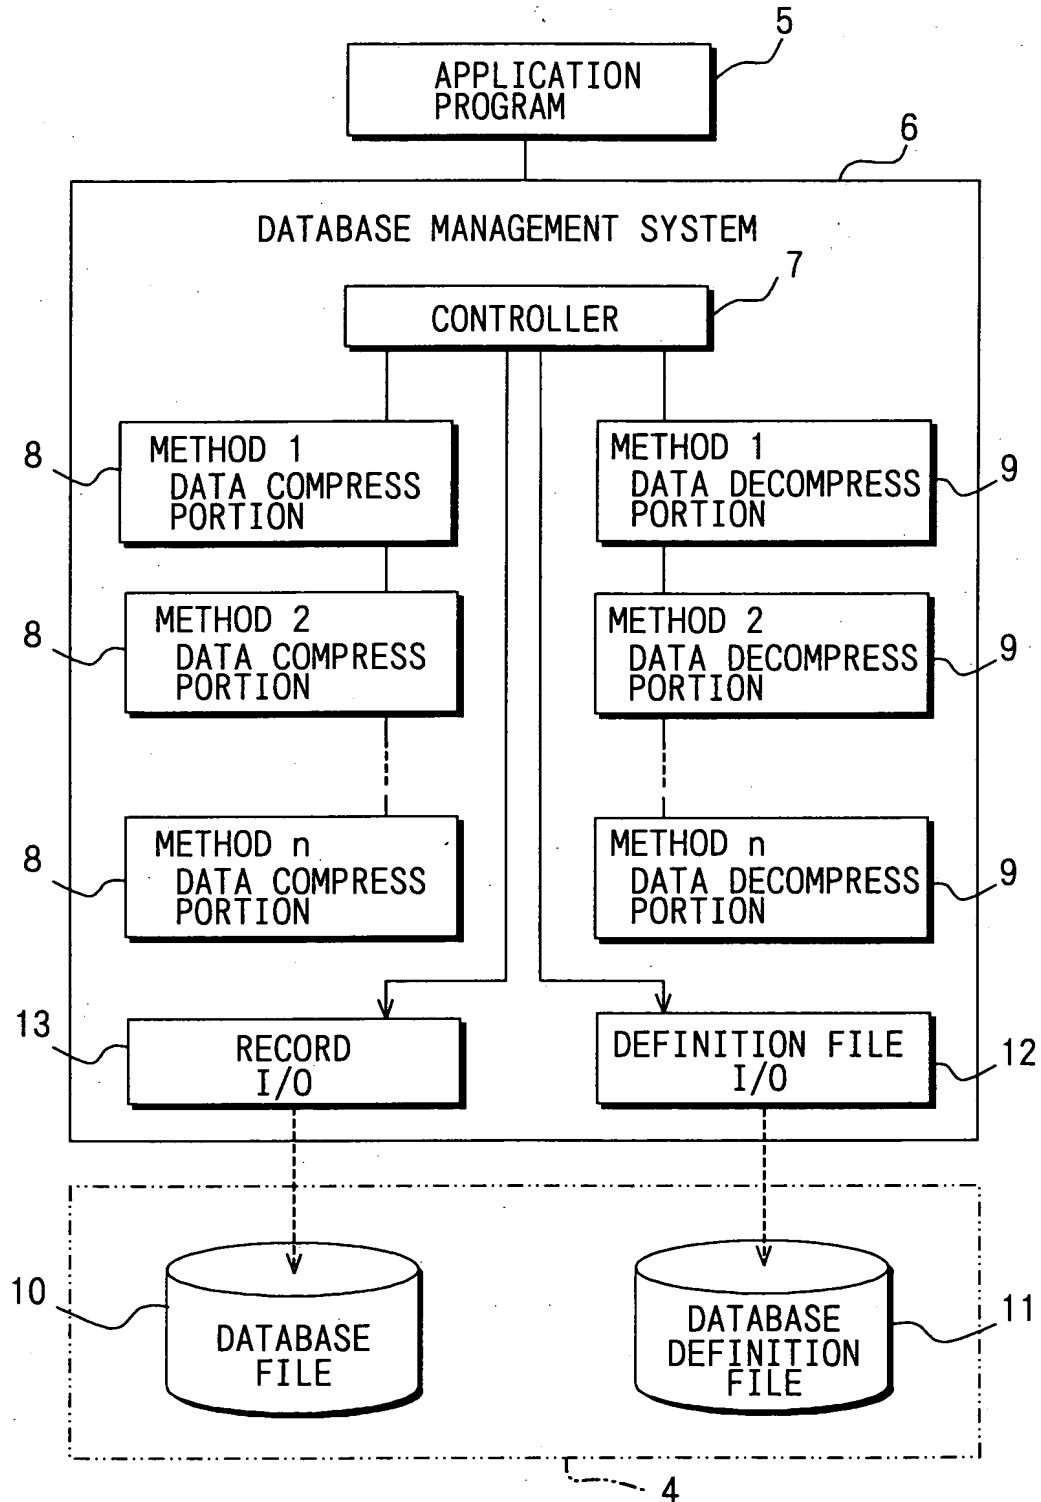 5
APPLICATION
PROGRAM
6
DATABASE MANAGEMENT SYSTEM
7
CONTROLLER
8
METHOD 1
DATA COMPRESS
PORTION
METHOD 1
DATA DECOMPRESS
PORTION
9
8
METHOD 2
DATA COMPRESS
PORTION
METHOD 2
DATA DECOMPRESS
PORTION
9
8
METHOD n
DATA COMPRESS
PORTION
METHOD n
DATA DECOMPRESS
PORTION
9
13
RECORD
I/O
DEFINITION FILE
I/O
12
10
DATABASE
FILE
DATABASE
DEFINITION
FILE
11
4